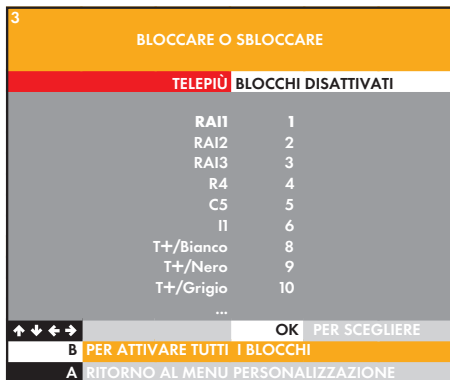 3
BLOCCARE O SBLOCCARE
TELEPIÙ BLOCCHI DISATTIVATI
RAI1 1
RAI2 2
RAI3 3
R4 4
C5 5
I1 6
T+/Bianco 8
T+/Nero 9
T+/Grigio 10
...
OK PER SCEGLIERE
B PER ATTIVARE TUTTI I BLOCCHI
A RITORNO AL MENU PERSONALIZZAZIONE